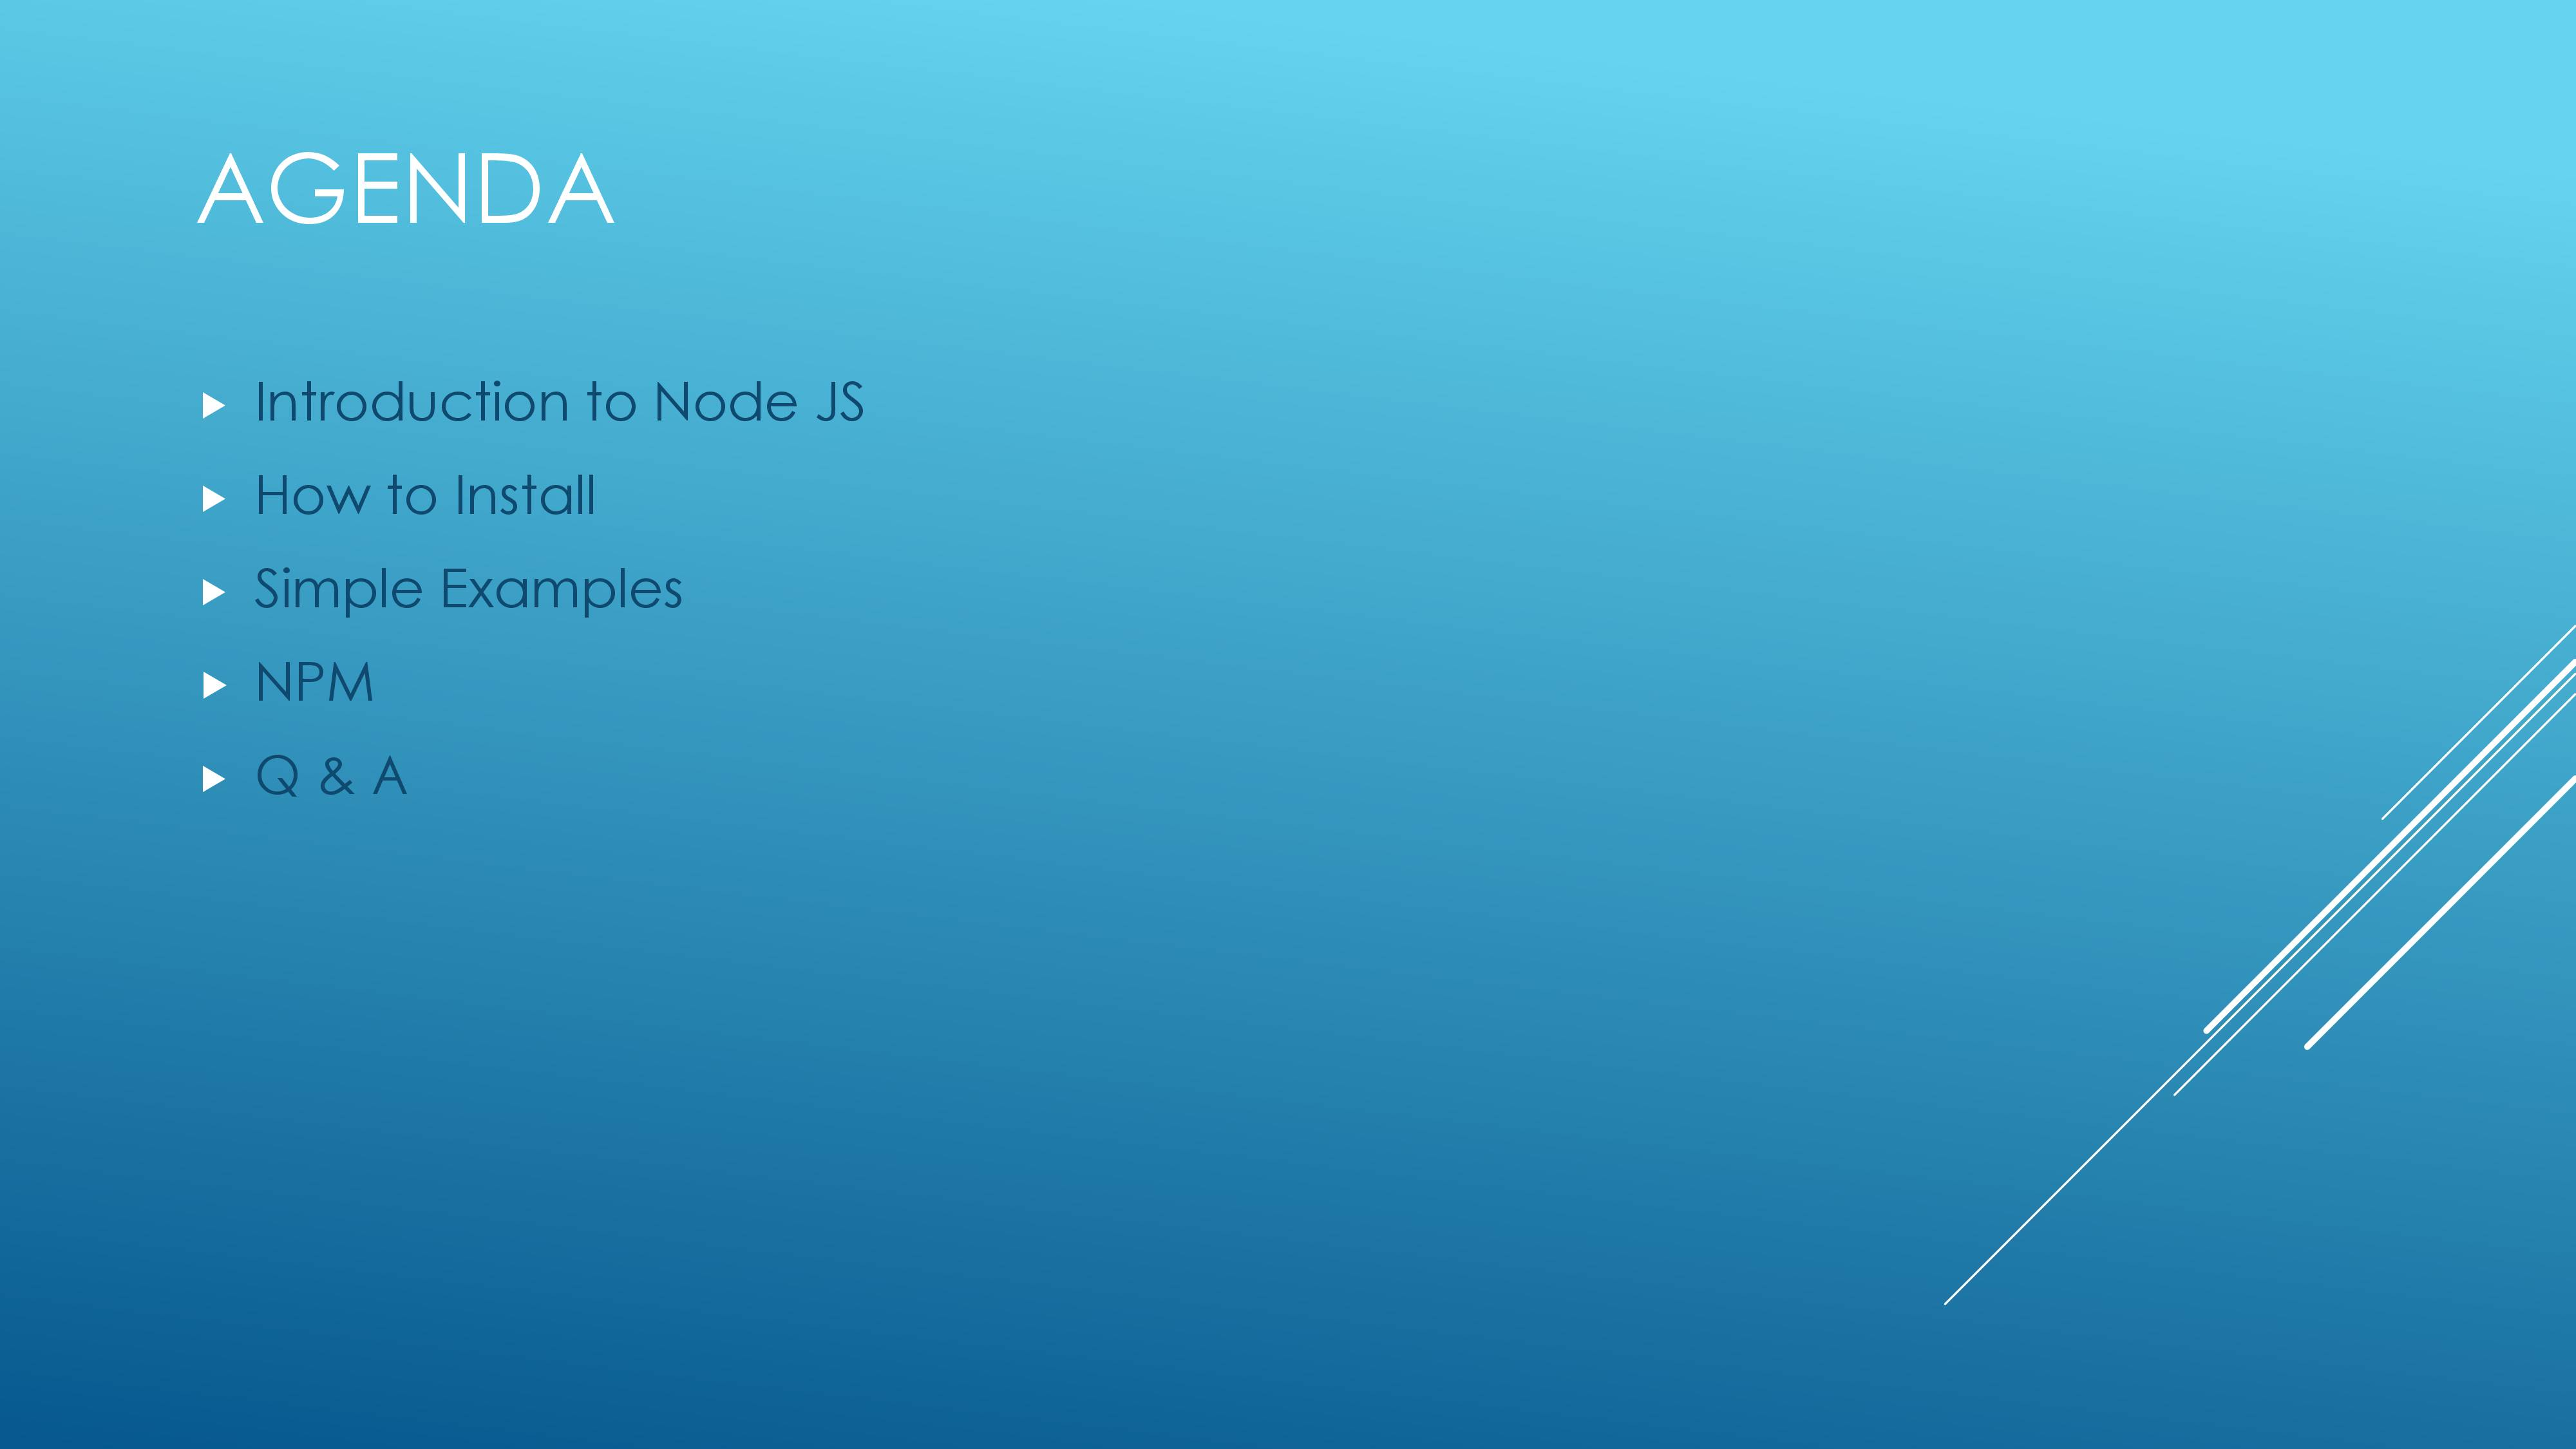 AGENDA
Introduction to Node JS
How to Install
Simple Examples
NPM
Q & A